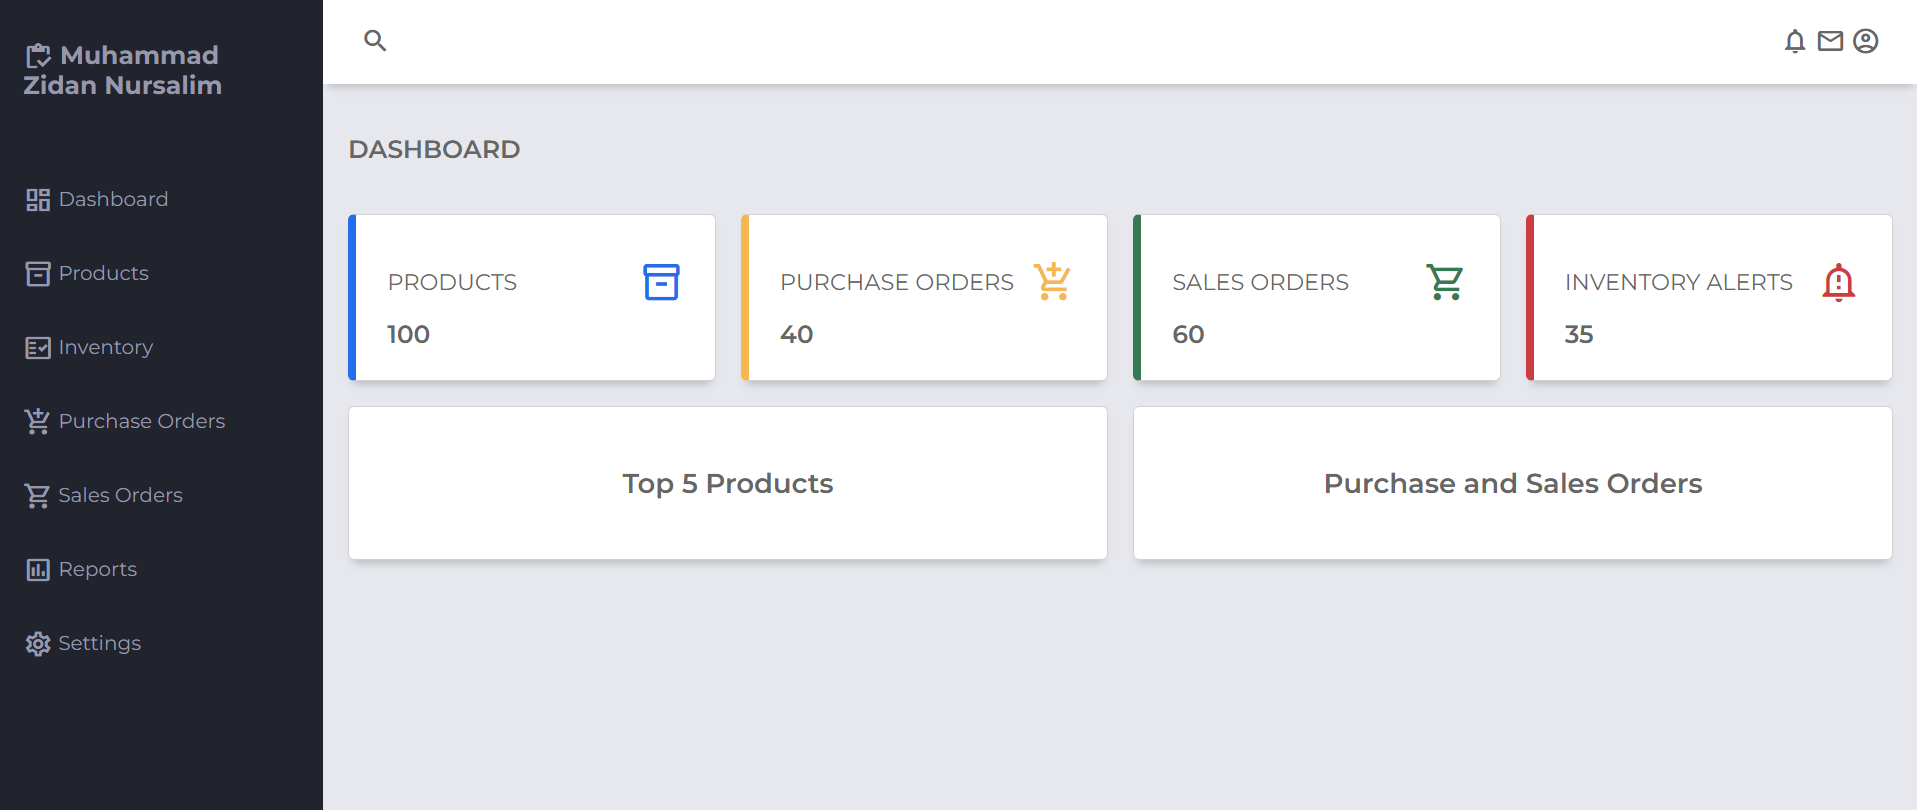 Muhammad
Zidan Nursalim
Dashboard
Products
Inventory
Purchase Orders
Sales Orders
Reports
Settings
DASHBOARD
PRODUCTS
100
PURCHASE ORDERS
40
SALES ORDERS
60
INVENTORY ALERTS
35
Top 5 Products
Purchase and Sales Orders